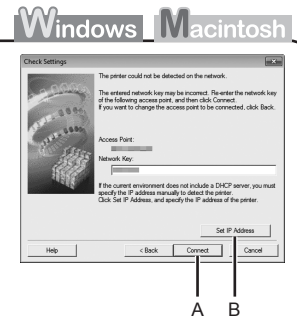 Windows Macintosh
Check Settings
The printer could not be detected on the network.
The entered network key may be incorrect. Re-enter the network key
of the following access point, and then click Connect.
If you want to change the access point to be connected, click Back.
Access Point:
Network Key:
If the current environment does not include a DHCP server, you must
specify the IP address manually to detect the printer.
Click Set IP Address, and specify the IP address of the printer.
Set IP Address
Help < Back Connect Cancel
A B